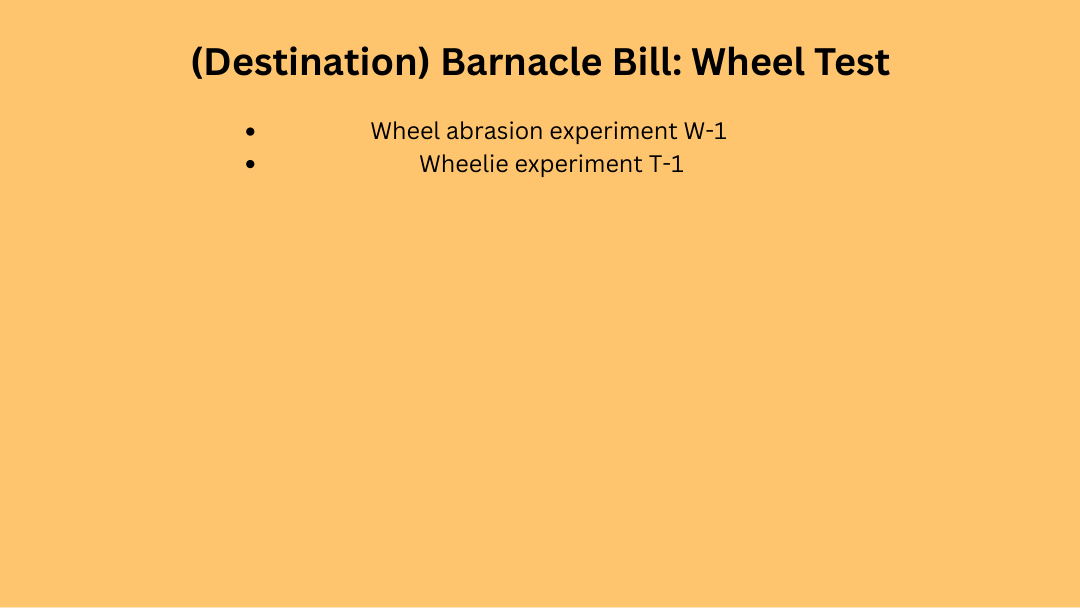 (Destination) Barnacle Bill: Wheel Test
• Wheel abrasion experiment W-1
• Wheelie experiment T-1